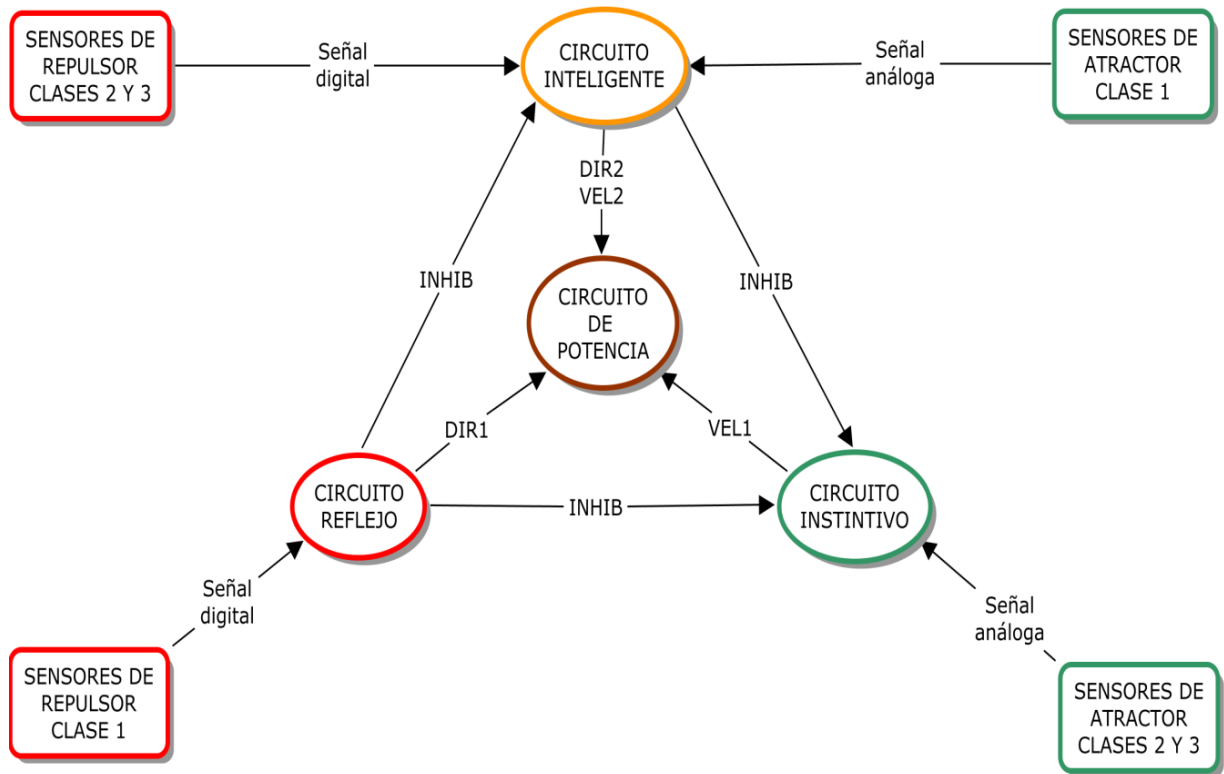 SENSORES DE
REPULSOR
CLASES 2 Y 3
Señal
digital
CIRCUITO
INTELIGENTE
Señal
análoga
SENSORES DE
ATRACTOR
CLASE 1
DIR2
VEL2
INHIB
INHIB
CIRCUITO
DE
POTENCIA
DIR1
VEL1
CIRCUITO
REFLEJO
INHIB
CIRCUITO
INSTINTIVO
Señal
digital
Señal
análoga
SENSORES DE
REPULSOR
CLASE 1
SENSORES DE
ATRACTOR
CLASES 2 Y 3